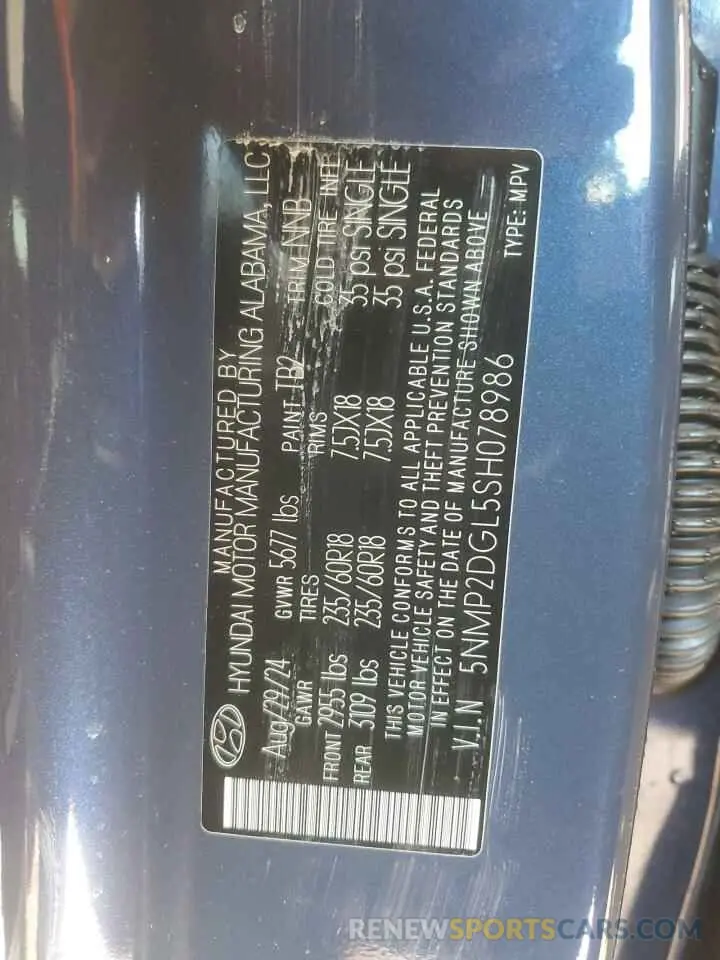 MANUFACTURED BY
HYUNDAI MOTOR MANUFACTURING ALABAMA, LLC
Aug/29/24 GVWR 5677 lbs PAINT TB2 TRIM NNB
GAWR TIRES RIMS COLD TIRE INFL
FRONT 2955 lbs 235/60R18 7.5JX18 35 psi SINGLE
REAR 3109 lbs 235/60R18 7.5JX18 35 psi SINGLE
THIS VEHICLE CONFORMS TO ALL APPLICABLE U.S.A. FEDERAL
MOTOR VEHICLE SAFETY AND THEFT PREVENTION STANDARDS
IN EFFECT ON THE DATE OF MANUFACTURE SHOWN ABOVE
V.I.N 5NMP2DGL5SH078986 TYPE: MPV
RENEWSPORTSCARS.COM